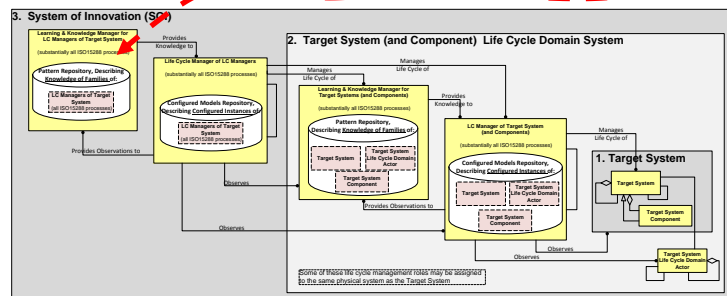 3. System of Innovation (SOI)
Learning & Knowledge Manager for
LC Managers of Target System
(substantially all ISO15288 processes)
Pattern Repository, Describing
Knowledge of Families of:
LC Managers of Target
System
(all ISO15288 processes)
Provides
Knowledge to
Life Cycle Manager of LC Managers
(substantially all ISO15288 processes)
Configured Models Repository,
Describing Configured Instances of:
LC Managers of Target
System
(all ISO15288 processes)
Provides Observations to
Observes
Observes
2. Target System (and Component) Life Cycle Domain System
Manages
Life Cycle of
Manages
Life Cycle of
Learning & Knowledge Manager for
Target Systems (and Components)
(substantially all ISO15288 processes)
Pattern Repository,
Describing Knowledge of Families of:
Target System
Target System
Life Cycle Domain
Actor
Target System
Component
Provides
Knowledge to
Provides Observations to
LC Manager of Target System
(and Components)
(substantially all ISO15288 processes)
Configured Models Repository,
Describing Configured Instances of:
Target System
Target System
Life Cycle Domain
Actor
Target System
Component
Manages
Life Cycle of
1. Target System
Target System
Target System
Component
Observes
Observes
Target System
Life Cycle Domain
Actor
Some of these life cycle management roles may be assigned
to the same physical system as the Target System